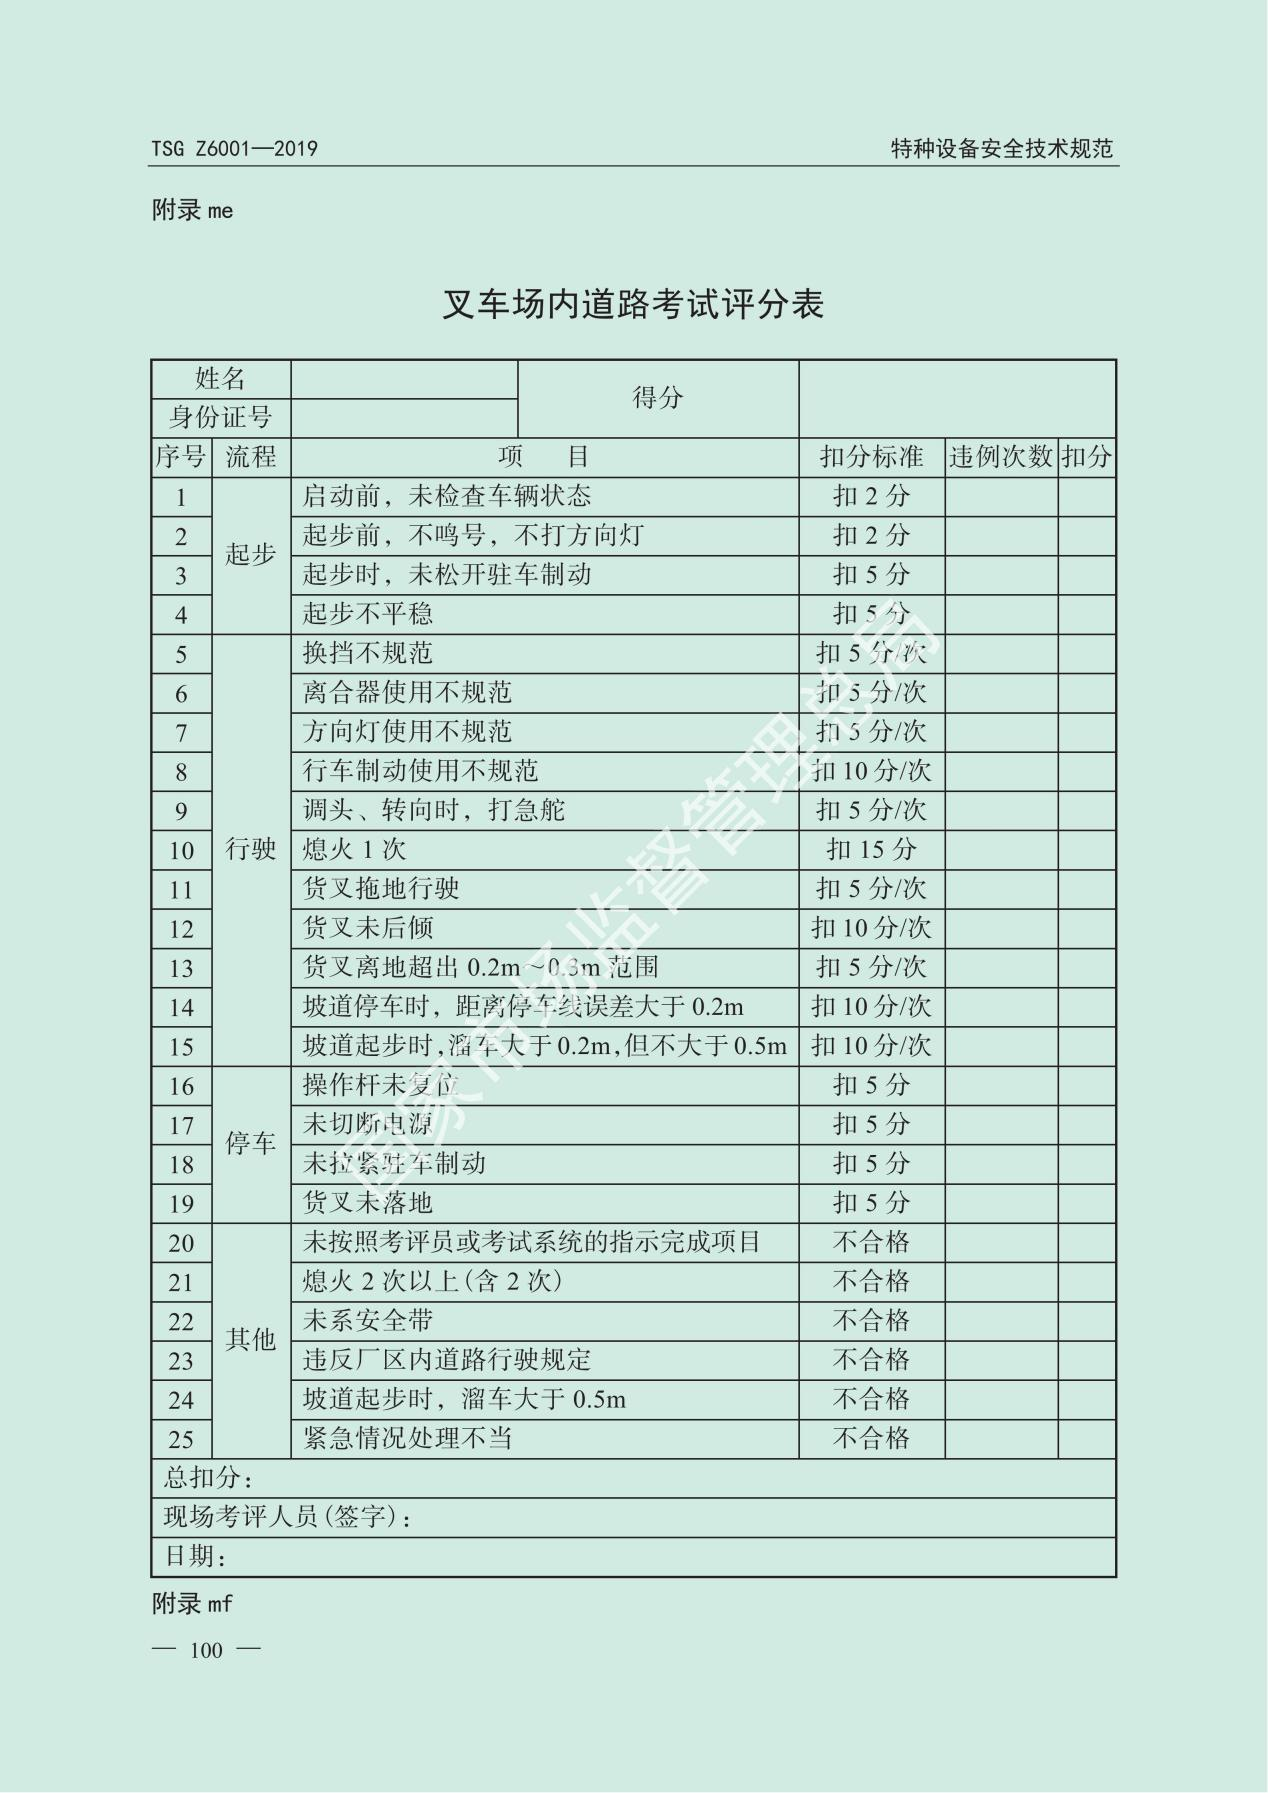 TSG Z6001—2019 特种设备安全技术规范
附录 me
叉车场内道路考试评分表
姓名 得分
身份证号
序号 流程 项 目 扣分标准 违例次数 扣分
1 起步 启动前，未检查车辆状态 扣 2 分
2 起步前，不鸣号，不打方向灯 扣 2 分
3 起步时，未松开驻车制动 扣 5 分
4 起步不平稳 扣 5 分
5 行驶 换挡不规范 扣 5 分/次
6 离合器使用不规范 扣 5 分/次
7 方向灯使用不规范 扣 5 分/次
8 行车制动使用不规范 扣 10 分/次
9 调头、转向时，打急舵 扣 5 分/次
10 熄火 1 次 扣 15 分
11 货叉拖地行驶 扣 5 分/次
12 货叉未后倾 扣 10 分/次
13 货叉离地超出 0.2m～0.3m 范围 扣 5 分/次
14 坡道停车时，距离停车线误差大于 0.2m 扣 10 分/次
15 坡道起步时,溜车大于 0.2m,但不大于 0.5m 扣 10 分/次
16 停车 操作杆未复位 扣 5 分
17 未切断电源 扣 5 分
18 未拉紧驻车制动 扣 5 分
19 货叉未落地 扣 5 分
20 其他 未按照考评员或考试系统的指示完成项目 不合格
21 熄火 2 次以上(含 2 次) 不合格
22 未系安全带 不合格
23 违反厂区内道路行驶规定 不合格
24 坡道起步时，溜车大于 0.5m 不合格
25 紧急情况处理不当 不合格
总扣分：
现场考评人员(签字)：
日期：
附录 mf
— 100 —
国家市场监督管理总局